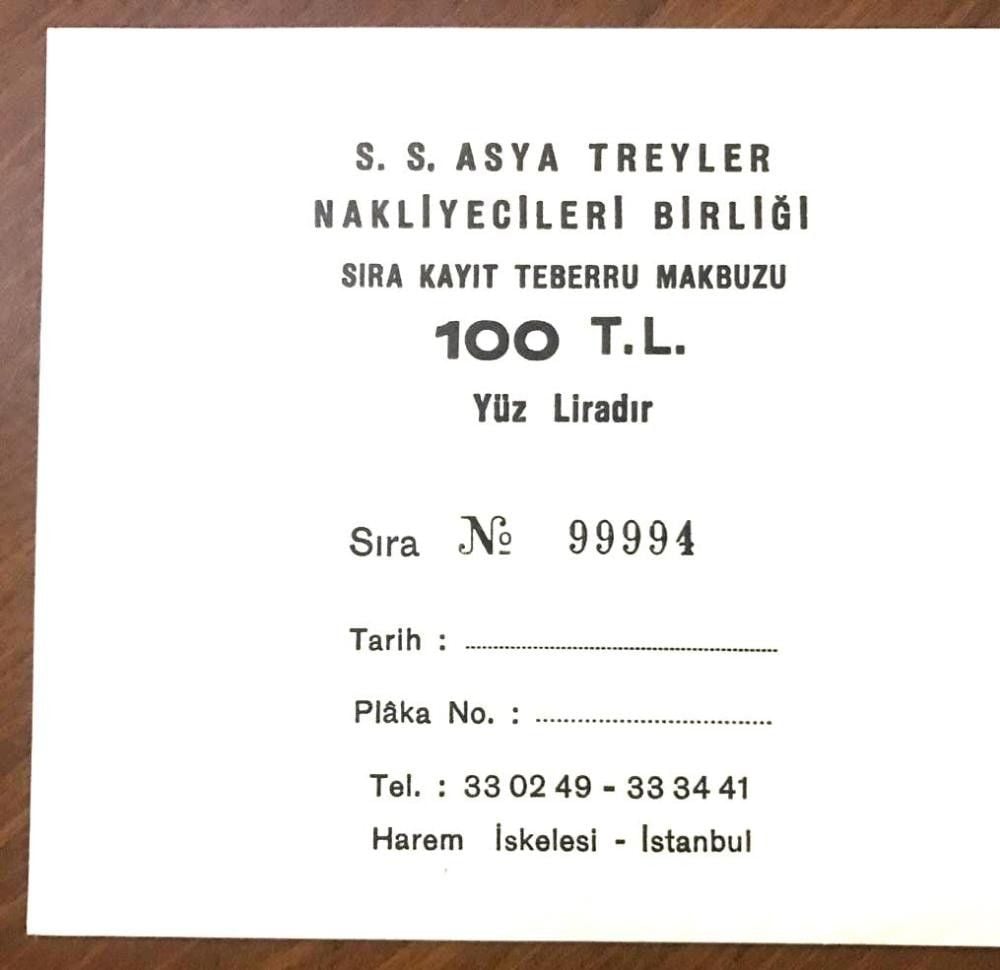 S. S. ASYA TREYLER
NAKLİYECİLERİ BİRLİĞİ
SIRA KAYIT TEBERRU MAKBUZU
100 T.L.
Yüz Liradır
Sıra № 99994
Tarih : ........................................
Plâka No. : ........................................
Tel. : 33 02 49 - 33 34 41
Harem İskelesi - İstanbul